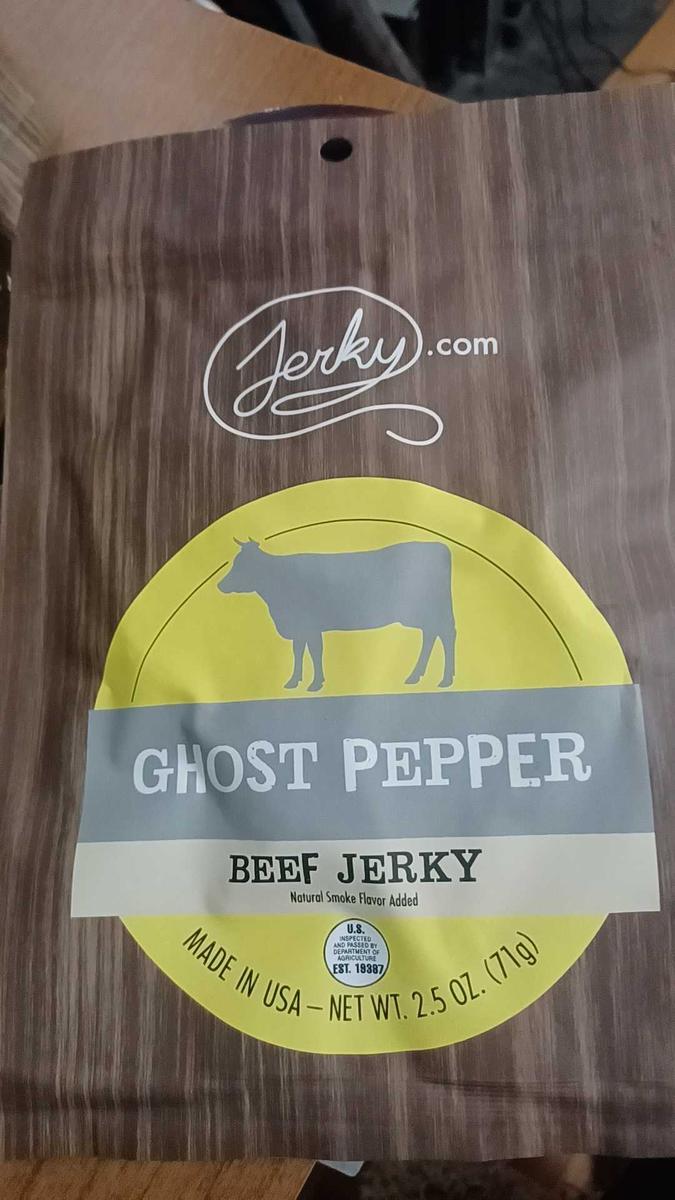 Jerky.com
GHOST PEPPER
BEEF JERKY
Natural Smoke Flavor Added
U.S.
INSPECTED
AND PASSED BY
DEPARTMENT OF
AGRICULTURE
EST. 19387
MADE IN USA – NET WT. 2.5 OZ. (71g)